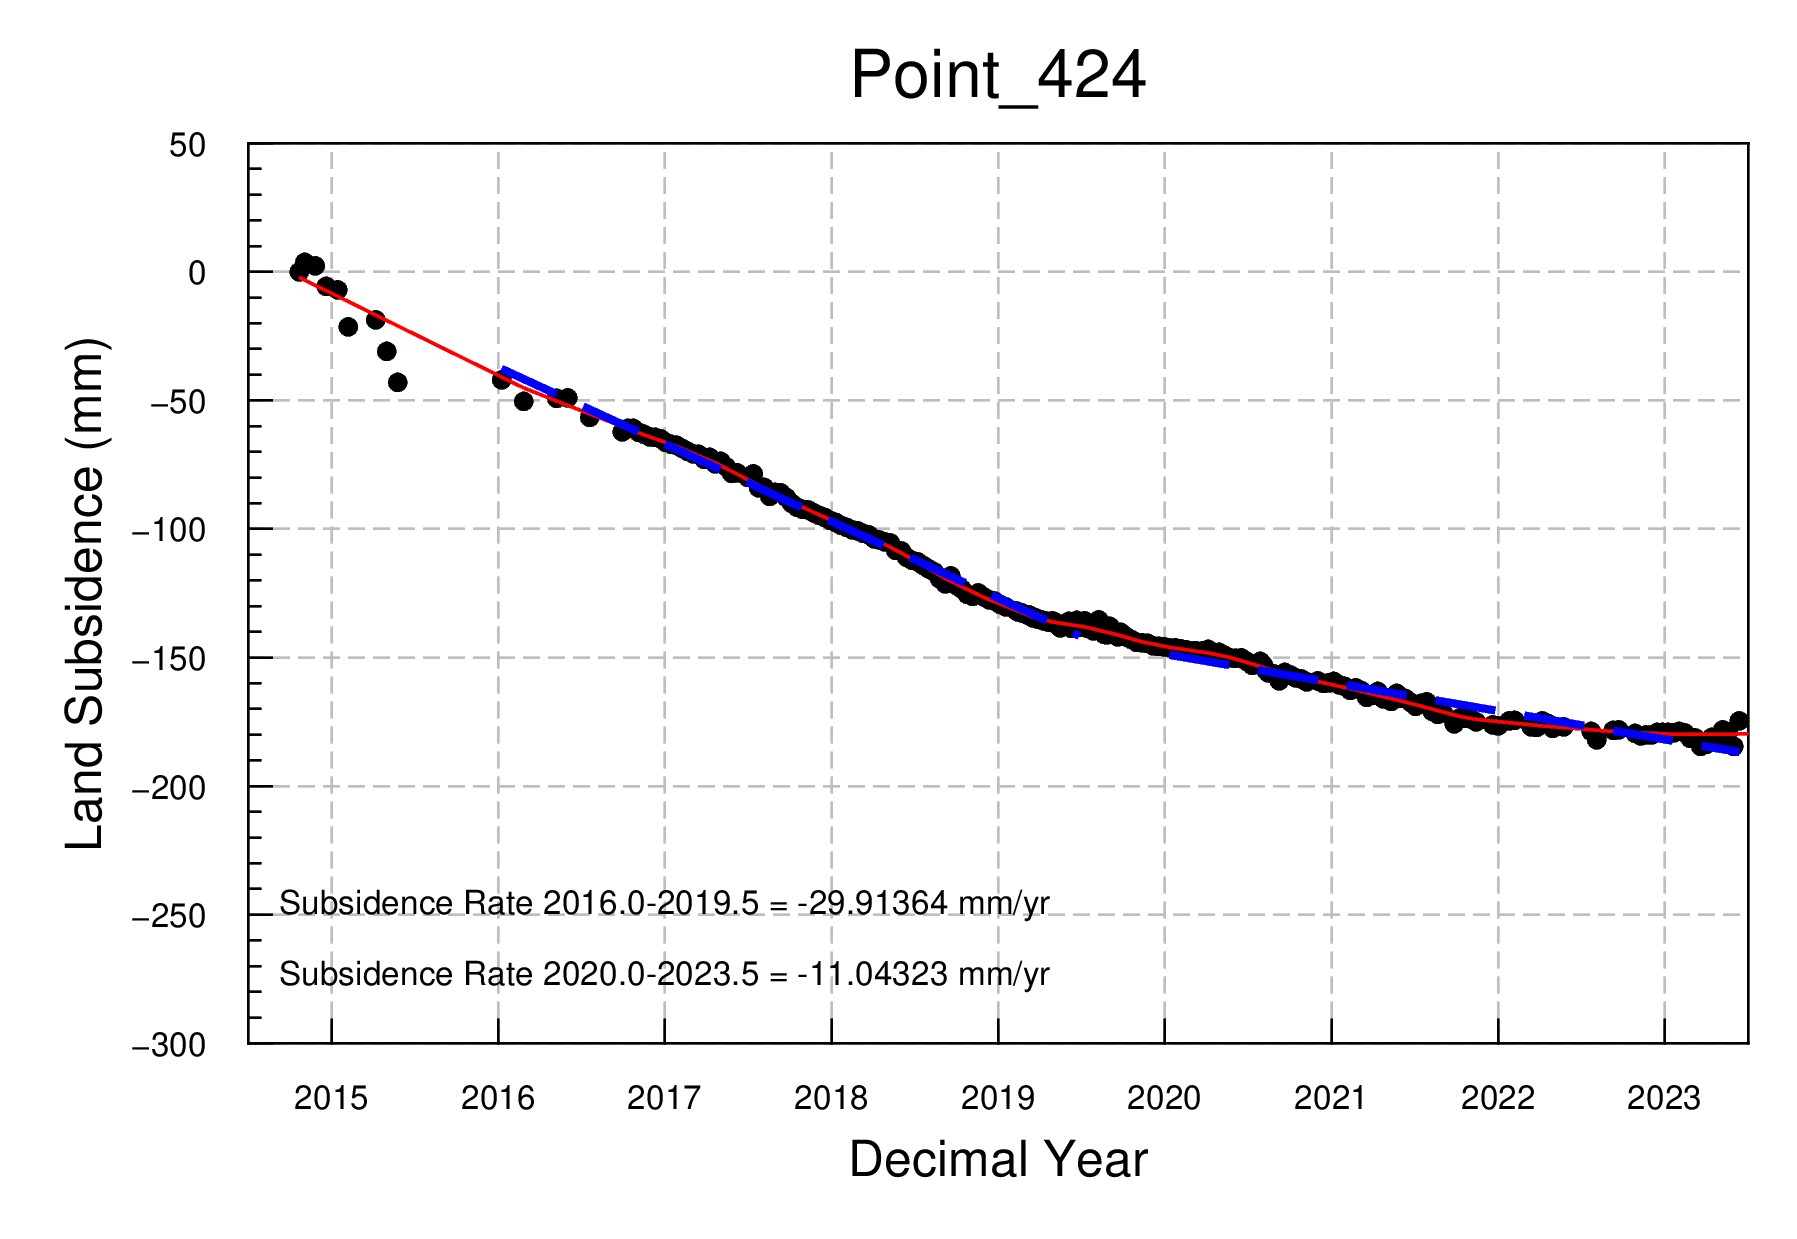 Point_424
50
0
−50
−100
−150
−200
−250
−300
Land Subsidence (mm)
Subsidence Rate 2016.0-2019.5 = -29.91364 mm/yr
Subsidence Rate 2020.0-2023.5 = -11.04323 mm/yr
2015 2016 2017 2018 2019 2020 2021 2022 2023
Decimal Year